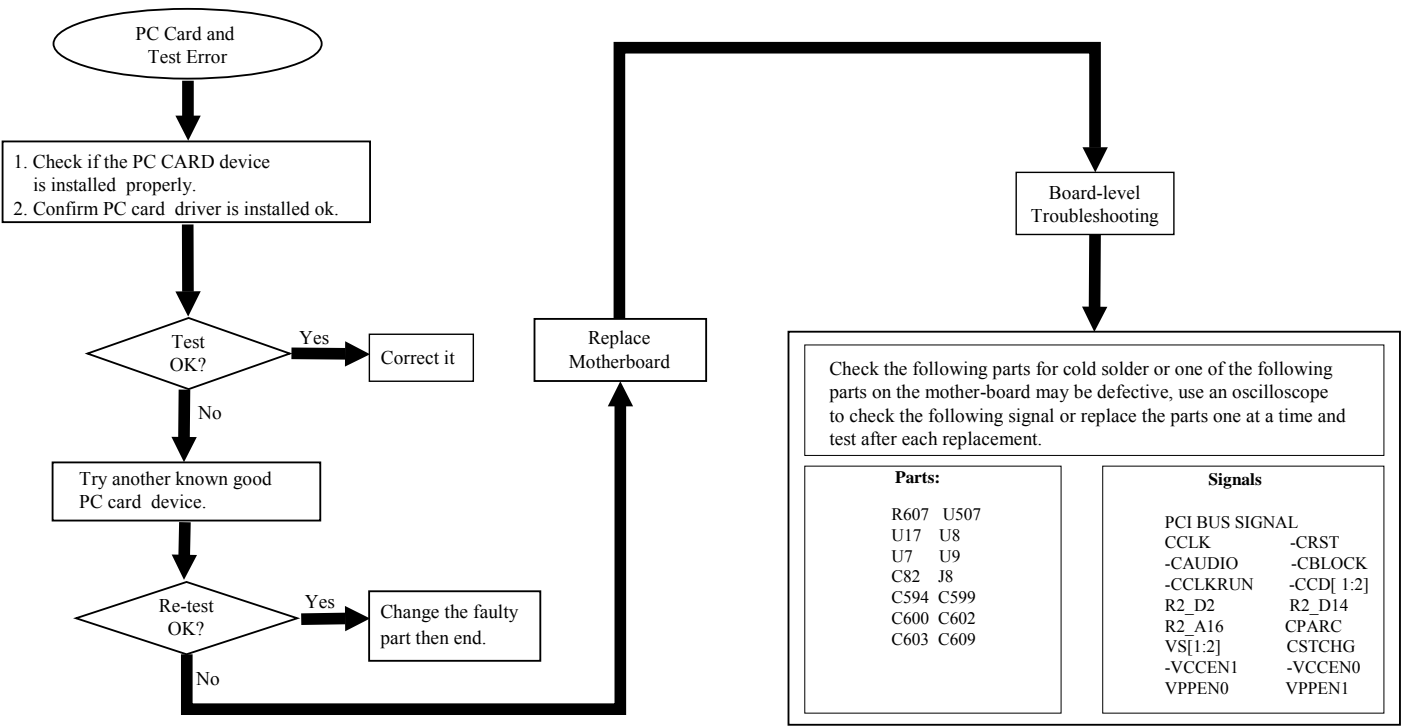 PC Card and
Test Error
1. Check if the PC CARD device
is installed properly.
2. Confirm PC card driver is installed ok.
Test
OK?
Yes
Correct it
No
Try another known good
PC card device.
Re-test
OK?
Yes
Change the faulty
part then end.
No
Replace
Motherboard
Board-level
Troubleshooting
Check the following parts for cold solder or one of the following
parts on the mother-board may be defective, use an oscilloscope
to check the following signal or replace the parts one at a time and
test after each replacement.
Parts:
R607 U507
U17 U8
U7 U9
C82 J8
C594 C599
C600 C602
C603 C609
Signals
PCI BUS SIGNAL
CCLK -CRST
-CAUDIO -CBLOCK
-CCLKRUN -CCD[ 1:2]
R2_D2 R2_D14
R2_A16 CPARC
VS[1:2] CSTCHG
-VCCEN1 -VCCEN0
VPPEN0 VPPEN1